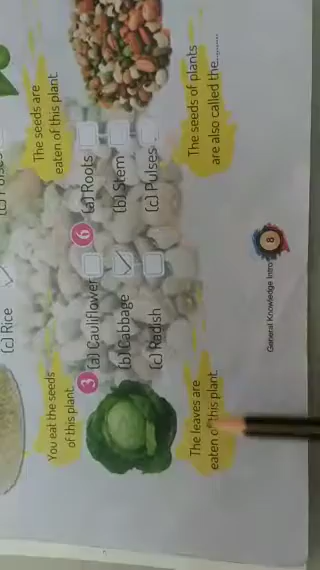 (c) Rice
You eat the seeds
of this plant.
The seeds are
eaten of this plant.
3
(a) Cauliflower
(b) Cabbage
(c) Radish
The leaves are
eaten of this plant.
6
(a) Roots
(b) Stem
(c) Pulses
The seeds of plants
are also called the.......
General Knowledge Intro
8